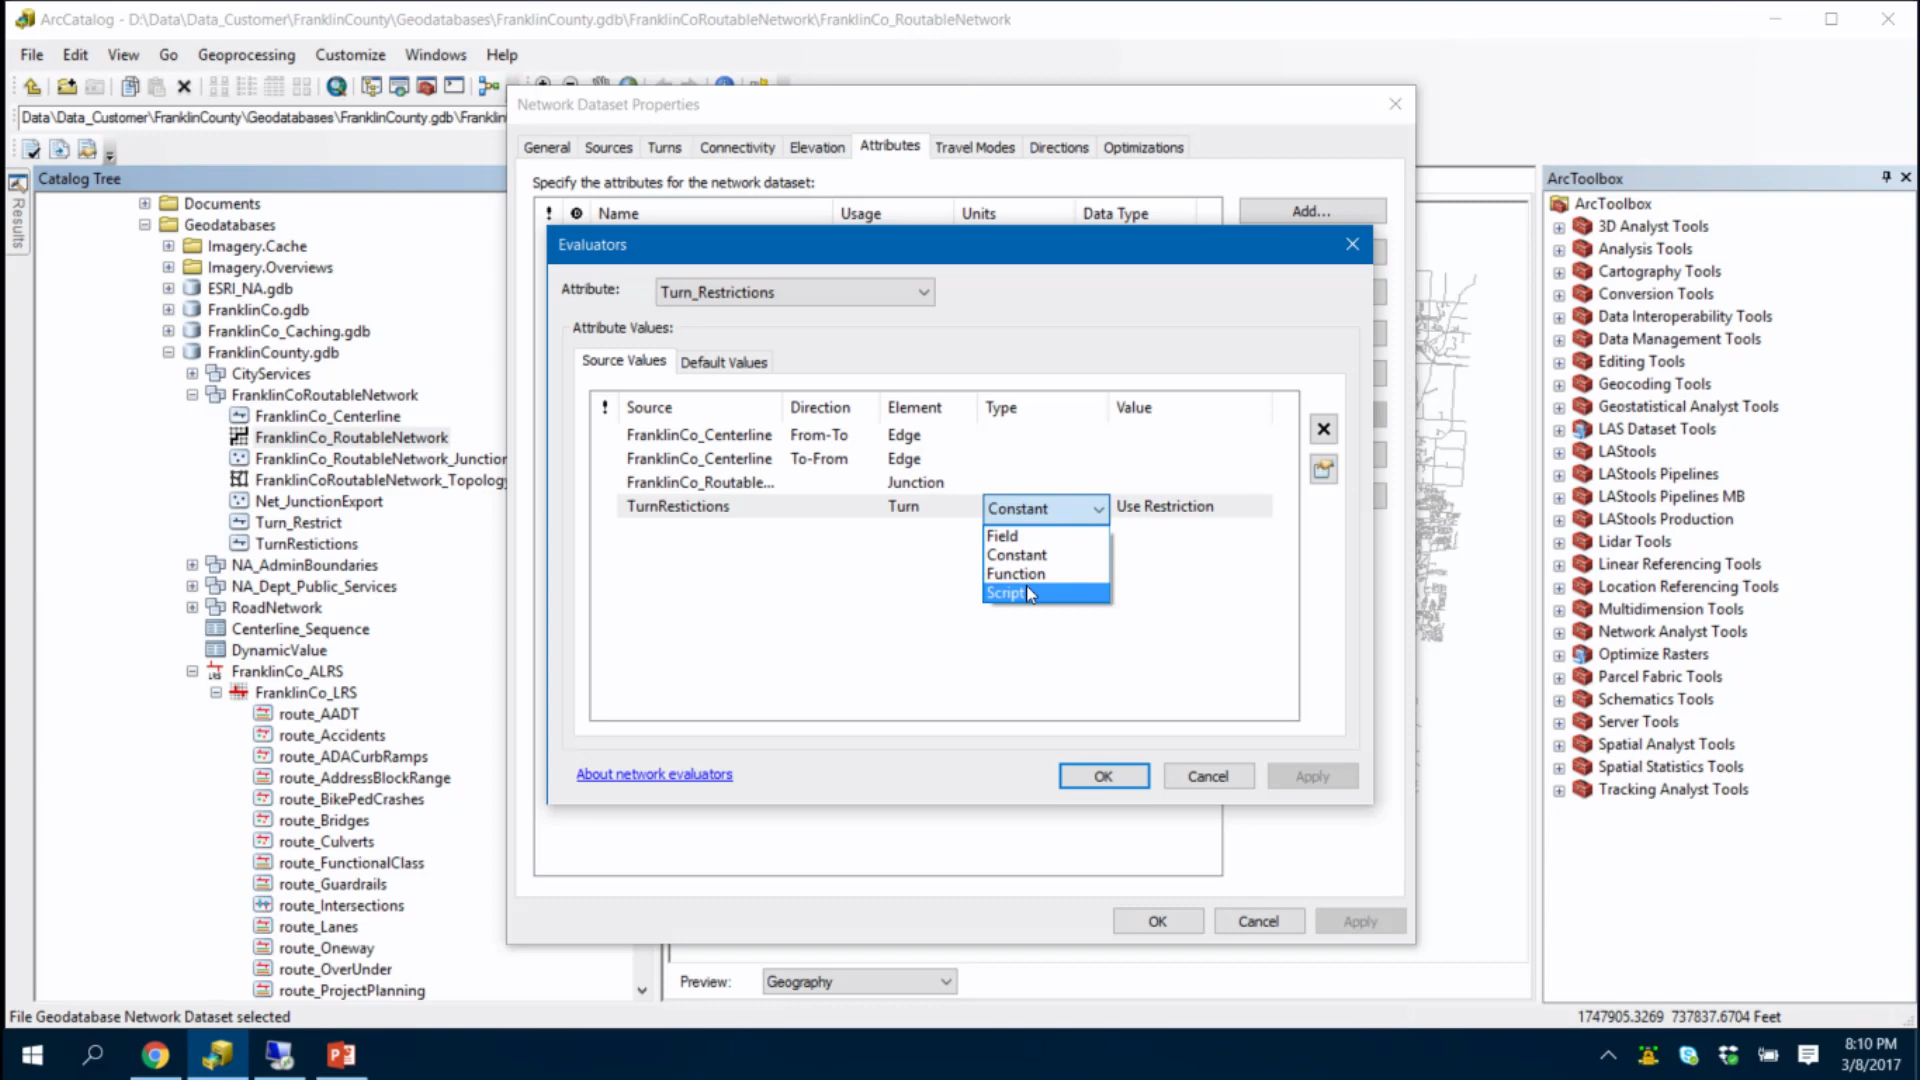 ArcCatalog - D:\Data\Data_Customer\FranklinCounty\Geodatabases\FranklinCounty.gdb\FranklinCoRoutableNetwork\FranklinCo_RoutableNetwork
File Edit View Go Geoprocessing Customize Windows Help
Data\Data_Customer\FranklinCounty\Geodatabases\FranklinCounty.gdb\Franklin
Results
Catalog Tree
Documents
Geodatabases
Imagery.Cache
Imagery.Overviews
ESRI_NA.gdb
FranklinCo.gdb
FranklinCo_Caching.gdb
FranklinCounty.gdb
CityServices
FranklinCoRoutableNetwork
FranklinCo_Centerline
FranklinCo_RoutableNetwork
FranklinCo_RoutableNetwork_Junction
FranklinCoRoutableNetwork_Topology
Net_JunctionExport
Turn_Restrict
TurnRestictions
NA_AdminBoundaries
NA_Dept_Public_Services
RoadNetwork
Centerline_Sequence
DynamicValue
FranklinCo_ALRS
FranklinCo_LRS
route_AADT
route_Accidents
route_ADACurbRamps
route_AddressBlockRange
route_BikePedCrashes
route_Bridges
route_Culverts
route_FunctionalClass
route_Guardrails
route_Intersections
route_Lanes
route_Oneway
route_OverUnder
route_ProjectPlanning
Network Dataset Properties
General Sources Turns Connectivity Elevation Attributes Travel Modes Directions Optimizations
Specify the attributes for the network dataset:
! Name Usage Units Data Type
Add...
Evaluators
Attribute: Turn_Restrictions
Attribute Values:
Source Values Default Values
! Source Direction Element Type Value
FranklinCo_Centerline From-To Edge
FranklinCo_Centerline To-From Edge
FranklinCo_Routable... Junction
TurnRestictions Turn Constant Use Restriction
Field
Constant
Function
Script
About network evaluators
OK Cancel Apply
OK Cancel Apply
Preview: Geography
ArcToolbox
ArcToolbox
3D Analyst Tools
Analysis Tools
Cartography Tools
Conversion Tools
Data Interoperability Tools
Data Management Tools
Editing Tools
Geocoding Tools
Geostatistical Analyst Tools
LAS Dataset Tools
LAStools
LAStools Pipelines
LAStools Pipelines MB
LAStools Production
Lidar Tools
Linear Referencing Tools
Location Referencing Tools
Multidimension Tools
Network Analyst Tools
Optimize Rasters
Parcel Fabric Tools
Schematics Tools
Server Tools
Spatial Analyst Tools
Spatial Statistics Tools
Tracking Analyst Tools
File Geodatabase Network Dataset selected
1747905.3269 737837.6704 Feet
8:10 PM
3/8/2017